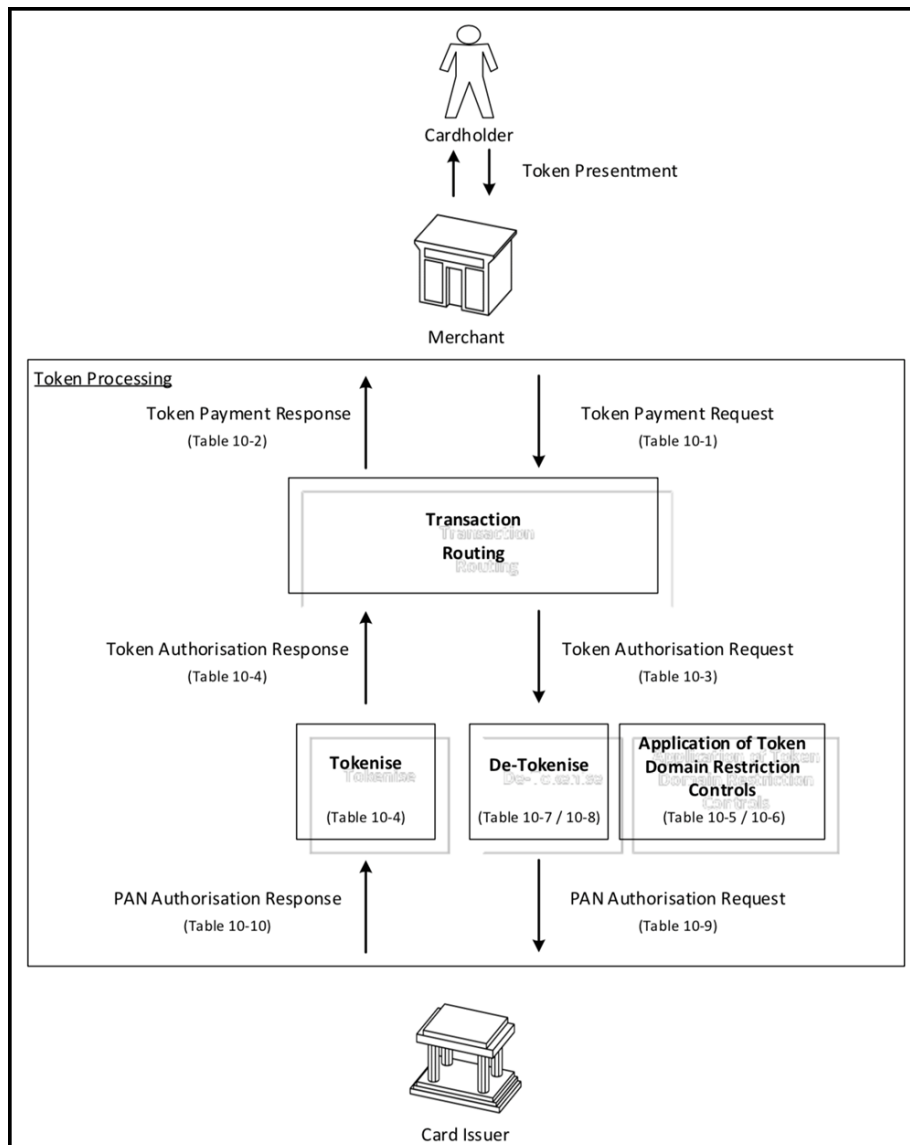 Cardholder
Token Presentment
Merchant
Token Processing
Token Payment Response
(Table 10-2)
Token Payment Request
(Table 10-1)
Transaction
Routing
Token Authorisation Response
(Table 10-4)
Token Authorisation Request
(Table 10-3)
Tokenise
(Table 10-4)
De-Tokenise
(Table 10-7 / 10-8)
Application of Token
Domain Restriction
Controls
(Table 10-5 / 10-6)
PAN Authorisation Response
(Table 10-10)
PAN Authorisation Request
(Table 10-9)
Card Issuer